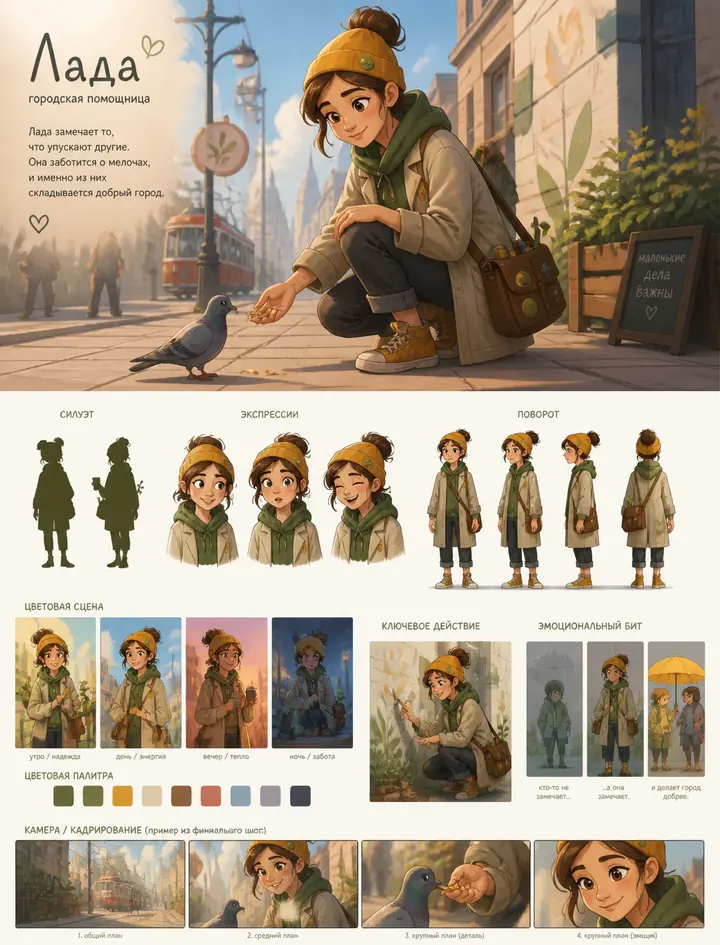 Лада
городская помощница
Лада замечает то,
что упускают другие.
Она заботится о мелочах,
и именно из них
складывается добрый город.
маленькие
дела
важны
СИЛУЭТ
ЭКСПРЕССИИ
ПОВОРОТ
ЦВЕТОВАЯ СЦЕНА
утро / надежда
день / энергия
вечер / тепло
ночь / забота
КЛЮЧЕВОЕ ДЕЙСТВИЕ
ЭМОЦИОНАЛЬНЫЙ БИТ
кто-то не
замечает...
...а она
замечает.
и делает город
добрее.
ЦВЕТОВАЯ ПАЛИТРА
КАМЕРА / КАДРИРОВАНИЕ (пример из финального шог.)
1. общий план
2. средний план
3. крупный план (деталь)
4. крупный план (эмоция)